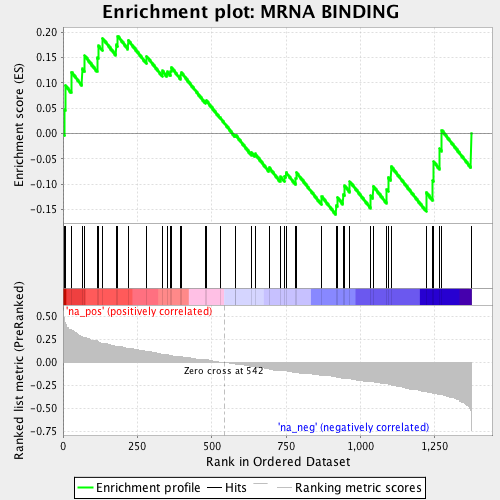 Enrichment plot: MRNA BINDING
Enrichment score (ES)
0.20
0.15
0.10
0.05
0.00
-0.05
-0.10
-0.15
'na_pos' (positively correlated)
Ranked list metric (PreRanked)
0.50
0.25
0.00
-0.25
-0.50
-0.75
Zero cross at 542
'na_neg' (negatively correlated)
0
250
500
750
1,000
1,250
Rank in Ordered Dataset
Enrichment profile
Hits
Ranking metric scores